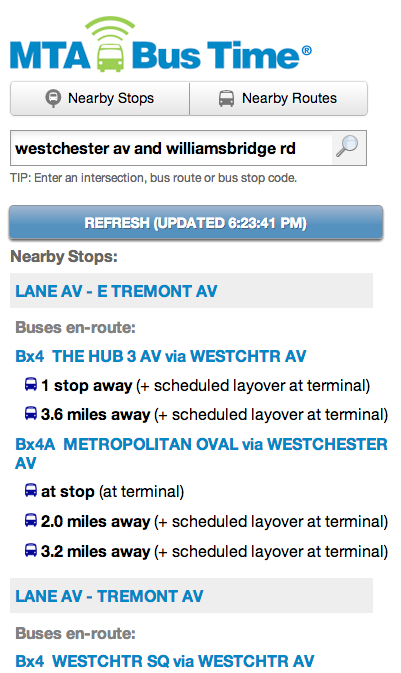 MTA Bus Time®
Nearby Stops
Nearby Routes
westchester av and williamsbridge rd
TIP: Enter an intersection, bus route or bus stop code.
REFRESH (UPDATED 6:23:41 PM)
Nearby Stops:
LANE AV - E TREMONT AV
Buses en-route:
Bx4 THE HUB 3 AV via WESTCHTR AV
1 stop away (+ scheduled layover at terminal)
3.6 miles away (+ scheduled layover at terminal)
Bx4A METROPOLITAN OVAL via WESTCHESTER
AV
at stop (at terminal)
2.0 miles away (+ scheduled layover at terminal)
3.2 miles away (+ scheduled layover at terminal)
LANE AV - TREMONT AV
Buses en-route:
Bx4 WESTCHTR SQ via WESTCHTR AV